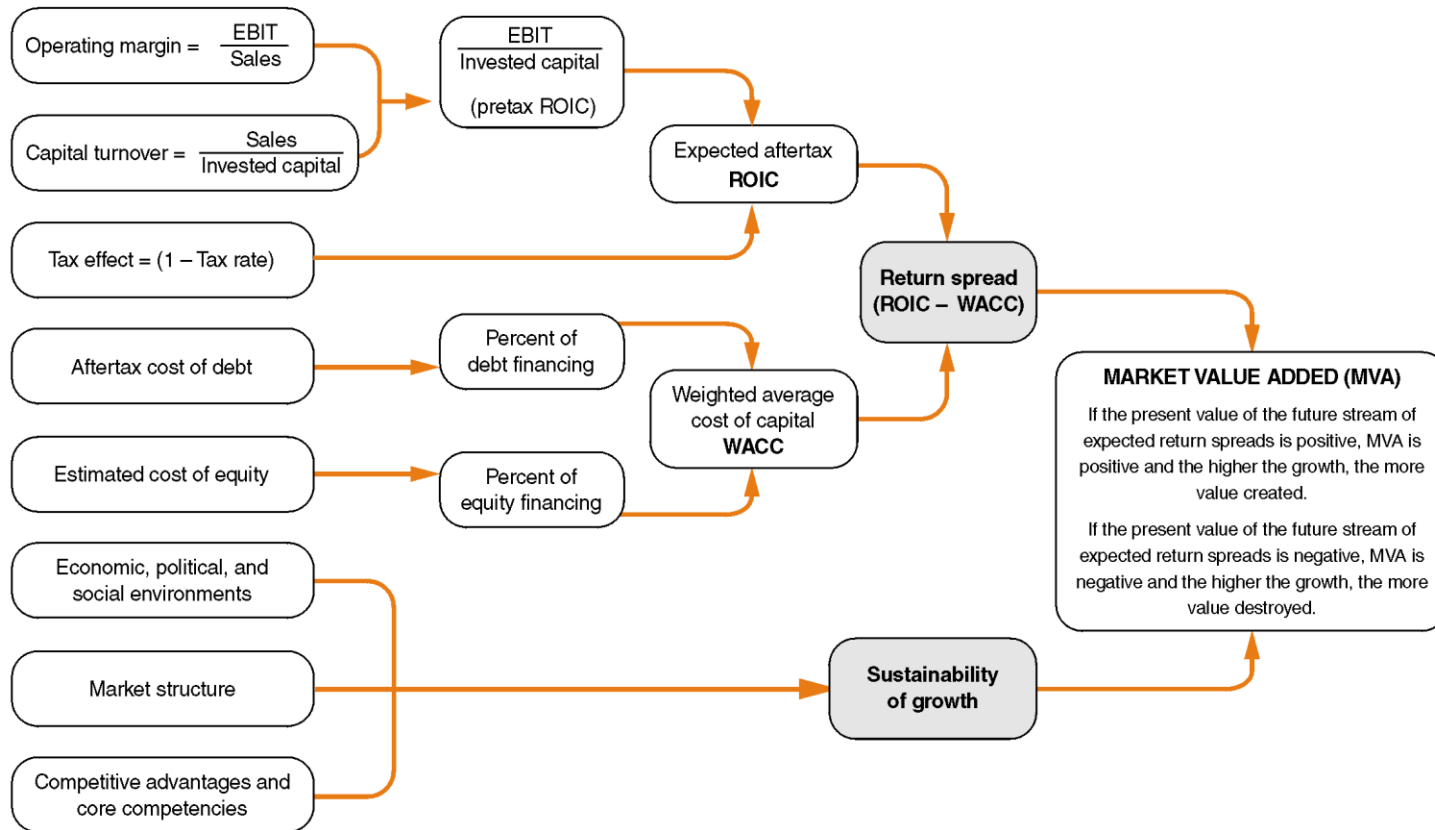 Operating margin = EBIT
Sales
EBIT
Invested capital
(pretax ROIC)
Capital turnover = Sales
Invested capital
Expected aftertax
ROIC
Tax effect = (1 – Tax rate)
Return spread
(ROIC – WACC)
Aftertax cost of debt
Percent of
debt financing
Weighted average
cost of capital
WACC
Estimated cost of equity
Percent of
equity financing
MARKET VALUE ADDED (MVA)
If the present value of the future stream of
expected return spreads is positive, MVA is
positive and the higher the growth, the more
value created.
If the present value of the future stream of
expected return spreads is negative, MVA is
negative and the higher the growth, the more
value destroyed.
Economic, political, and
social environments
Market structure
Sustainability
of growth
Competitive advantages and
core competencies